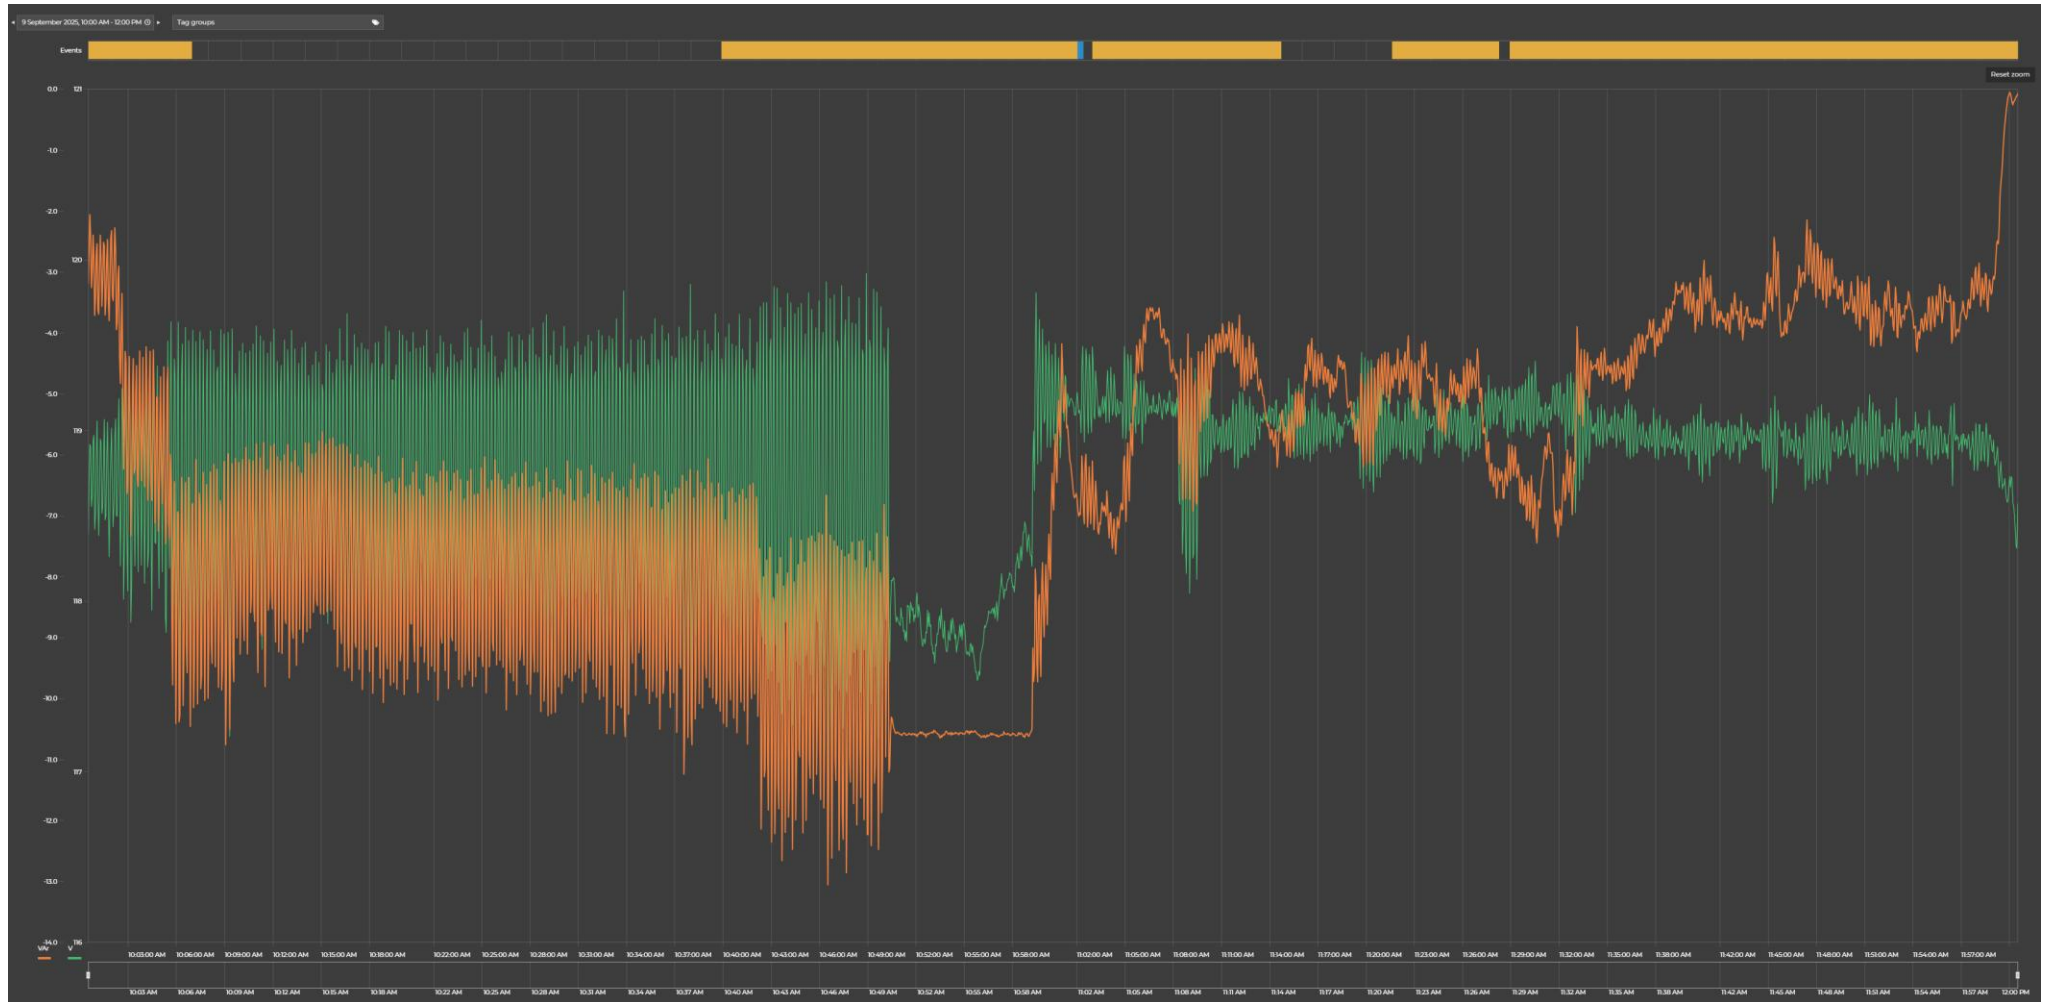 9 September 2025, 10:00 AM - 12:00 PM
Tag groups
Events
Reset zoom
0.0 121
-1.0
-2.0
120
-3.0
-4.0
-5.0
119
-6.0
-7.0
-8.0
118
-9.0
-10.0
-11.0
117
-12.0
-13.0
-14.0 116
VAr V
10:03:00 AM 10:06:00 AM 10:09:00 AM 10:12:00 AM 10:15:00 AM 10:18:00 AM 10:22:00 AM 10:25:00 AM 10:28:00 AM 10:31:00 AM 10:34:00 AM 10:37:00 AM 10:40:00 AM 10:43:00 AM 10:46:00 AM 10:49:00 AM 10:52:00 AM 10:55:00 AM 10:58:00 AM 11:02:00 AM 11:05:00 AM 11:08:00 AM 11:11:00 AM 11:14:00 AM 11:17:00 AM 11:20:00 AM 11:23:00 AM 11:26:00 AM 11:29:00 AM 11:32:00 AM 11:35:00 AM 11:38:00 AM 11:42:00 AM 11:45:00 AM 11:48:00 AM 11:51:00 AM 11:54:00 AM 11:57:00 AM
10:03 AM 10:06 AM 10:09 AM 10:12 AM 10:15 AM 10:18 AM 10:22 AM 10:25 AM 10:28 AM 10:31 AM 10:34 AM 10:37 AM 10:40 AM 10:43 AM 10:46 AM 10:49 AM 10:52 AM 10:55 AM 10:58 AM 11:02 AM 11:05 AM 11:08 AM 11:11 AM 11:14 AM 11:17 AM 11:20 AM 11:23 AM 11:26 AM 11:29 AM 11:32 AM 11:35 AM 11:38 AM 11:42 AM 11:45 AM 11:48 AM 11:51 AM 11:54 AM 11:57 AM 12:00 PM